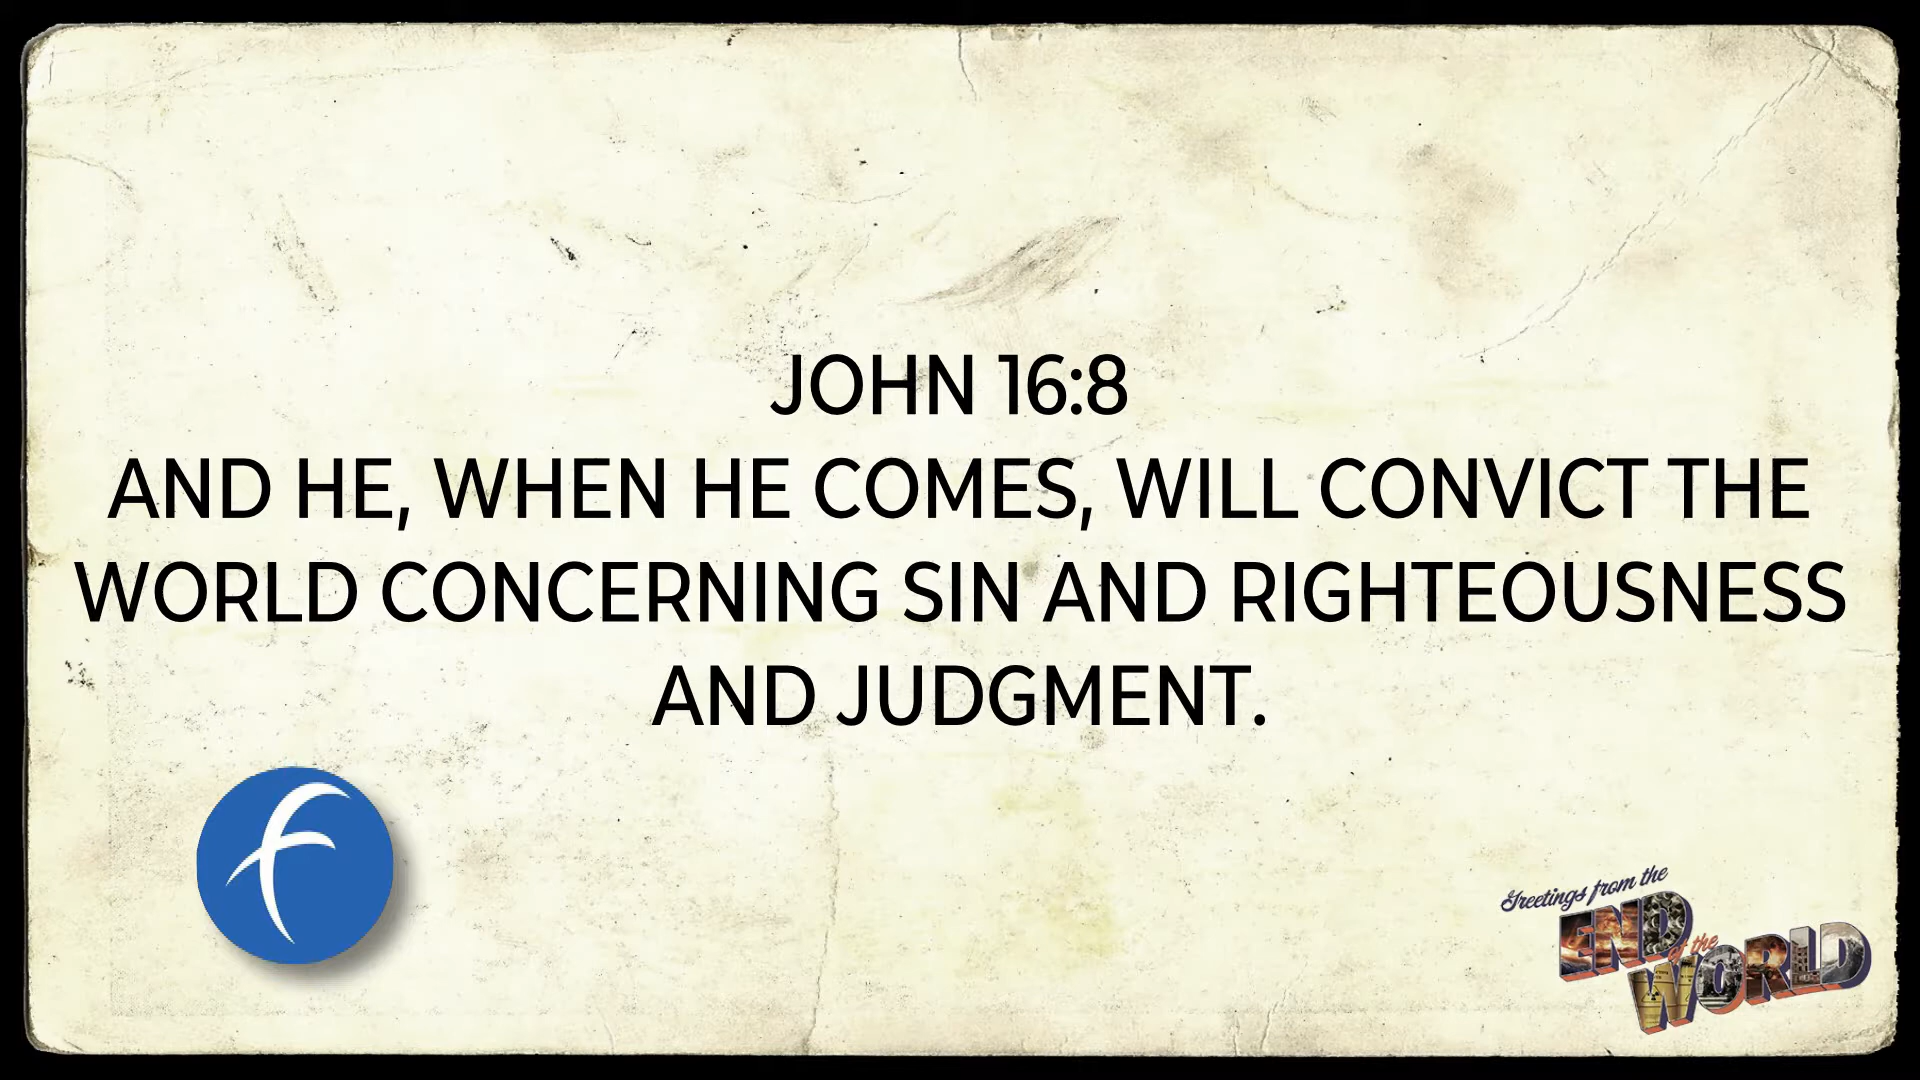 JOHN 16:8
AND HE, WHEN HE COMES, WILL CONVICT THE
WORLD CONCERNING SIN AND RIGHTEOUSNESS
AND JUDGMENT.
Greetings from the
END
of the
WORLD